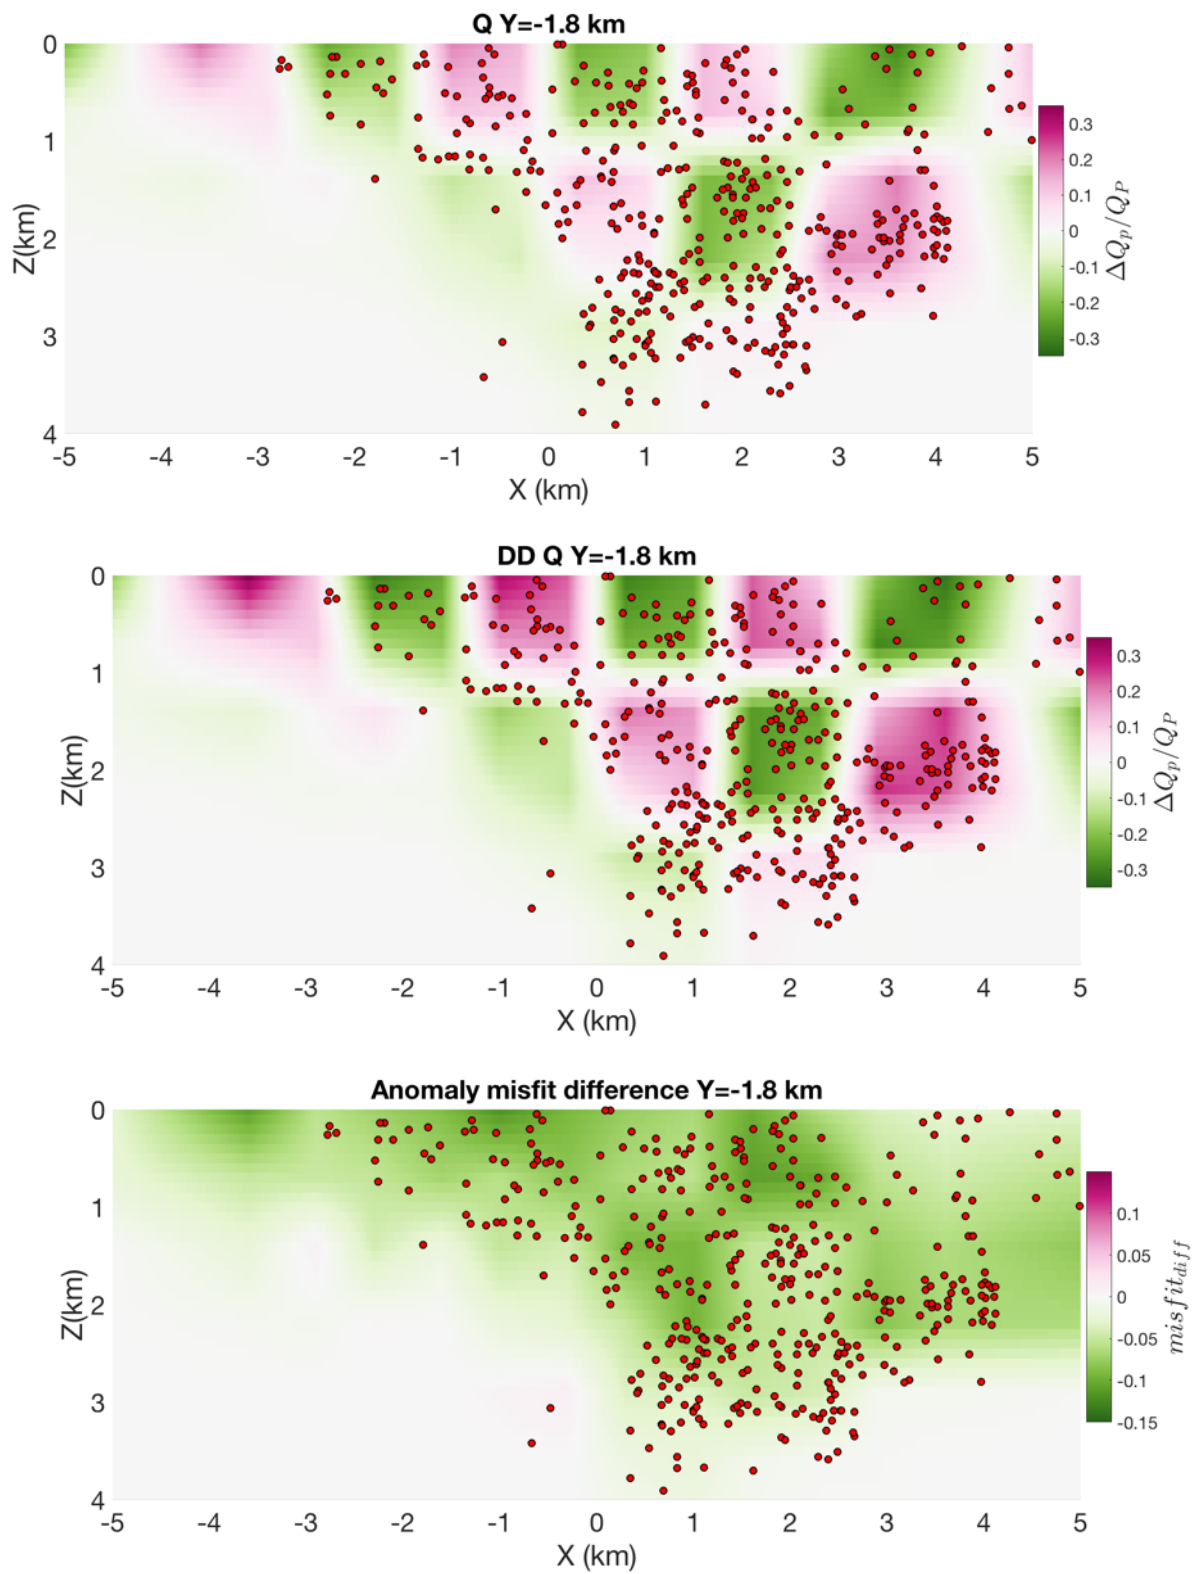 Q Y=-1.8 km
0
1
2
3
4
Z(km)
-5 -4 -3 -2 -1 0 1 2 3 4 5
X (km)
0.3
0.2
0.1
0
-0.1
-0.2
-0.3
ΔQ_p/Q_P
DD Q Y=-1.8 km
0
1
2
3
4
Z(km)
-5 -4 -3 -2 -1 0 1 2 3 4 5
X (km)
0.3
0.2
0.1
0
-0.1
-0.2
-0.3
ΔQ_p/Q_P
Anomaly misfit difference Y=-1.8 km
0
1
2
3
4
Z(km)
-5 -4 -3 -2 -1 0 1 2 3 4 5
X (km)
0.1
0.05
0
-0.05
-0.1
-0.15
misfit_diff